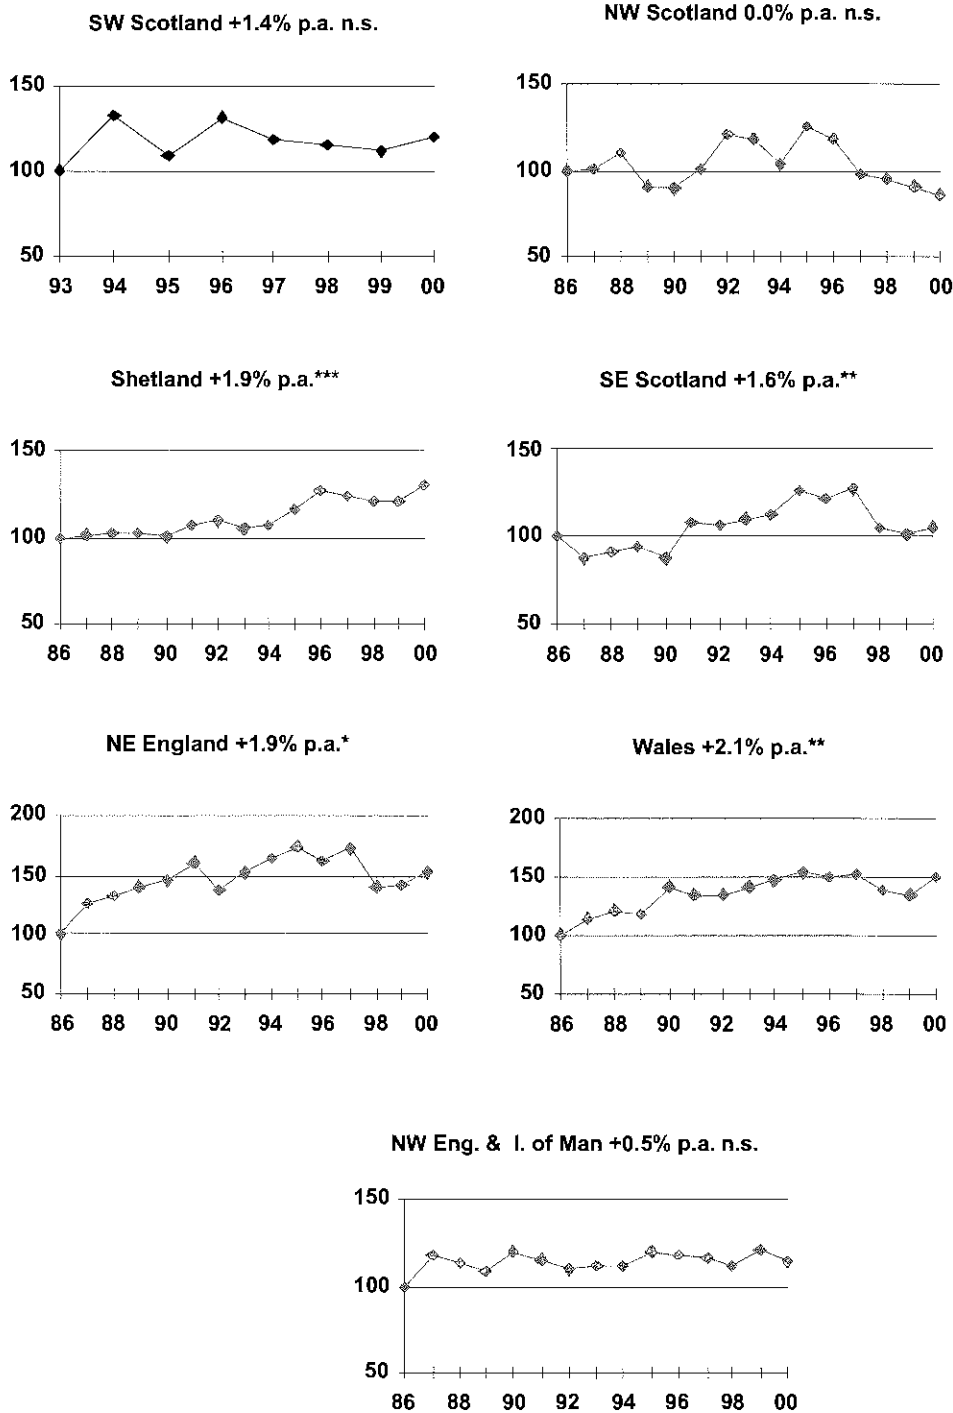 SW Scotland +1.4% p.a. n.s.
150
100
50
93 94 95 96 97 98 99 00
NW Scotland 0.0% p.a. n.s.
150
100
50
86 88 90 92 94 96 98 00
Shetland +1.9% p.a.***
150
100
50
86 88 90 92 94 96 98 00
SE Scotland +1.6% p.a.**
150
100
50
86 88 90 92 94 96 98 00
NE England +1.9% p.a.*
200
150
100
50
86 88 90 92 94 96 98 00
Wales +2.1% p.a.**
200
150
100
50
86 88 90 92 94 96 98 00
NW Eng. & I. of Man +0.5% p.a. n.s.
150
100
50
86 88 90 92 94 96 98 00